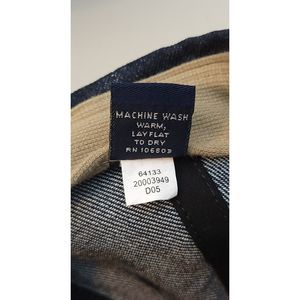 MACHINE WASH
WARM,
LAY FLAT
TO DRY
RN 106803
64133
20003949
D05